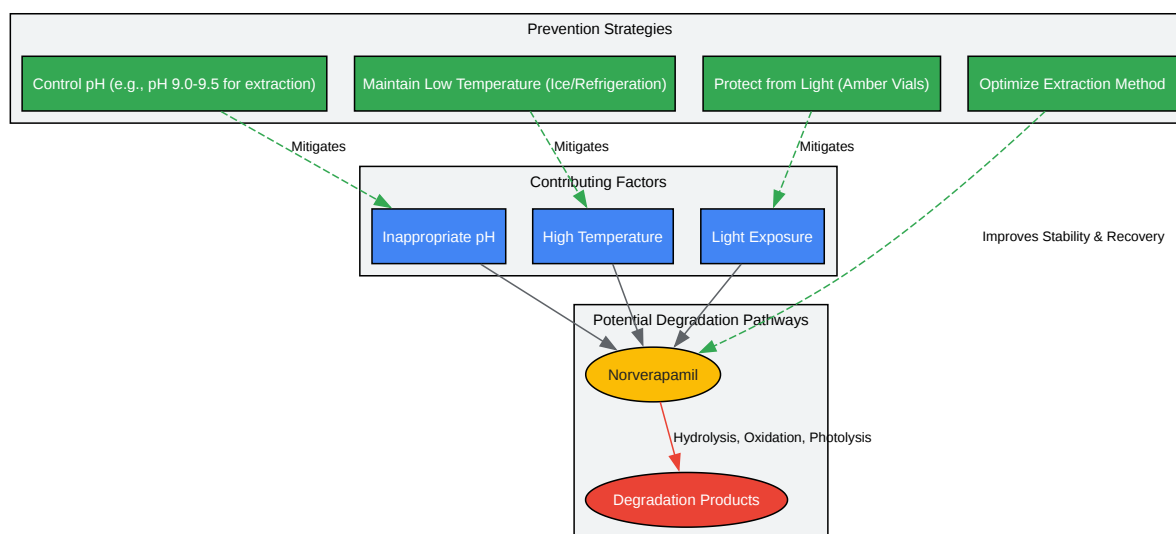 Prevention Strategies
Control pH (e.g., pH 9.0-9.5 for extraction)
Maintain Low Temperature (Ice/Refrigeration)
Protect from Light (Amber Vials)
Optimize Extraction Method
Mitigates
Mitigates
Mitigates
Contributing Factors
Inappropriate pH
High Temperature
Light Exposure
Improves Stability & Recovery
Potential Degradation Pathways
Norverapamil
Hydrolysis, Oxidation, Photolysis
Degradation Products